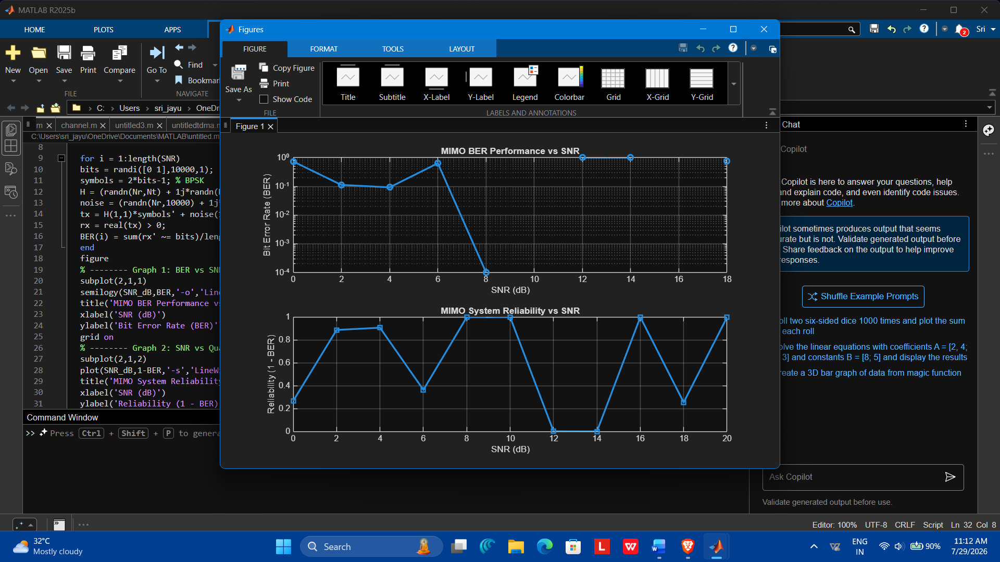 MATLAB R2025b
HOME PLOTS APPS
2 Sri
New Open Save Print Compare Go To Find
Bookmar
FILE NAVIGATE
C: Users sri_jayu OneDri
m channel.m untitled3.m untitledtdma.m
C:\Users\sri_jayu\OneDrive\Documents\MATLAB\untitled.m
8
9 for i = 1:length(SNR)
10 bits = randi([0 1],10000,1);
11 symbols = 2*bits-1; % BPSK
12 H = (randn(Nr,Nt) + 1j*randn(
13 noise = (randn(Nr,10000) + 1j
14 tx = H(1,1)*symbols' + noise(
15 rx = real(tx) > 0;
16 BER(i) = sum(rx' ~= bits)/len
17 end
18 figure
19 % -------- Graph 1: BER vs SN
20 subplot(2,1,1)
21 semilogy(SNR_dB,BER,'-o','Lin
22 title('MIMO BER Performance v
23 xlabel('SNR (dB)')
24 ylabel('Bit Error Rate (BER)'
25 grid on
26 % -------- Graph 2: SNR vs Qu
27 subplot(2,1,2)
28 plot(SNR_dB,1-BER,'-s','LineW
29 title('MIMO System Reliability
30 xlabel('SNR (dB)')
31 ylabel('Reliability (1 - BER)
Command Window
>> Press Ctrl + Shift + P to genera
Figures
FIGURE FORMAT TOOLS LAYOUT
Save As
Copy Figure
Print
Show Code
FILE
Title Subtitle X-Label Y-Label Legend Colorbar Grid X-Grid Y-Grid
LABELS AND ANNOTATIONS
Figure 1
MIMO BER Performance vs SNR
Bit Error Rate (BER)
10^0
10^-1
10^-2
10^-3
10^-4
0 2 4 6 8 10 12 14 16 18
SNR (dB)
MIMO System Reliability vs SNR
Reliability (1 - BER)
1
0.8
0.6
0.4
0.2
0
0 2 4 6 8 10 12 14 16 18 20
SNR (dB)
Chat
Copilot
Copilot is here to answer your questions, help
and explain code, and even identify code issues.
more about Copilot.
ilot sometimes produces output that seems
urate but is not. Validate generated output before
Share feedback on the output to help improve
responses.
Shuffle Example Prompts
oll two six-sided dice 1000 times and plot the sum
each roll
olve the linear equations with coefficients A = [2, 4;
3] and constants B = [8; 5] and display the results
reate a 3D bar graph of data from magic function
Ask Copilot
Validate generated output before use.
Editor: 100% UTF-8 CRLF Script Ln 32 Col 8
32°C
Mostly cloudy
Search
ENG
IN
90%
11:12 AM
7/29/2026